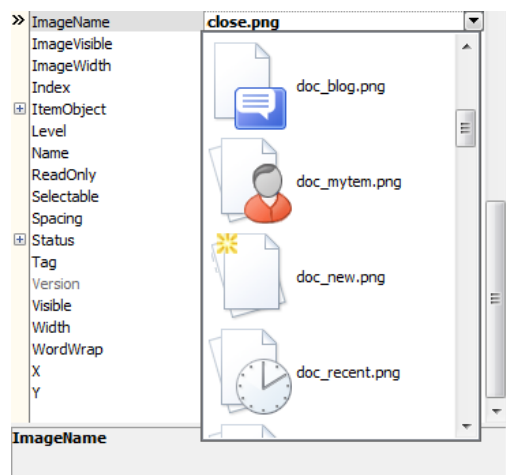 ImageName close.png
ImageVisible
ImageWidth
Index
ItemObject
Level
Name
ReadOnly
Selectable
Spacing
Status
Tag
Version
Visible
Width
WordWrap
X
Y
doc_blog.png
doc_mytem.png
doc_new.png
doc_recent.png
ImageName